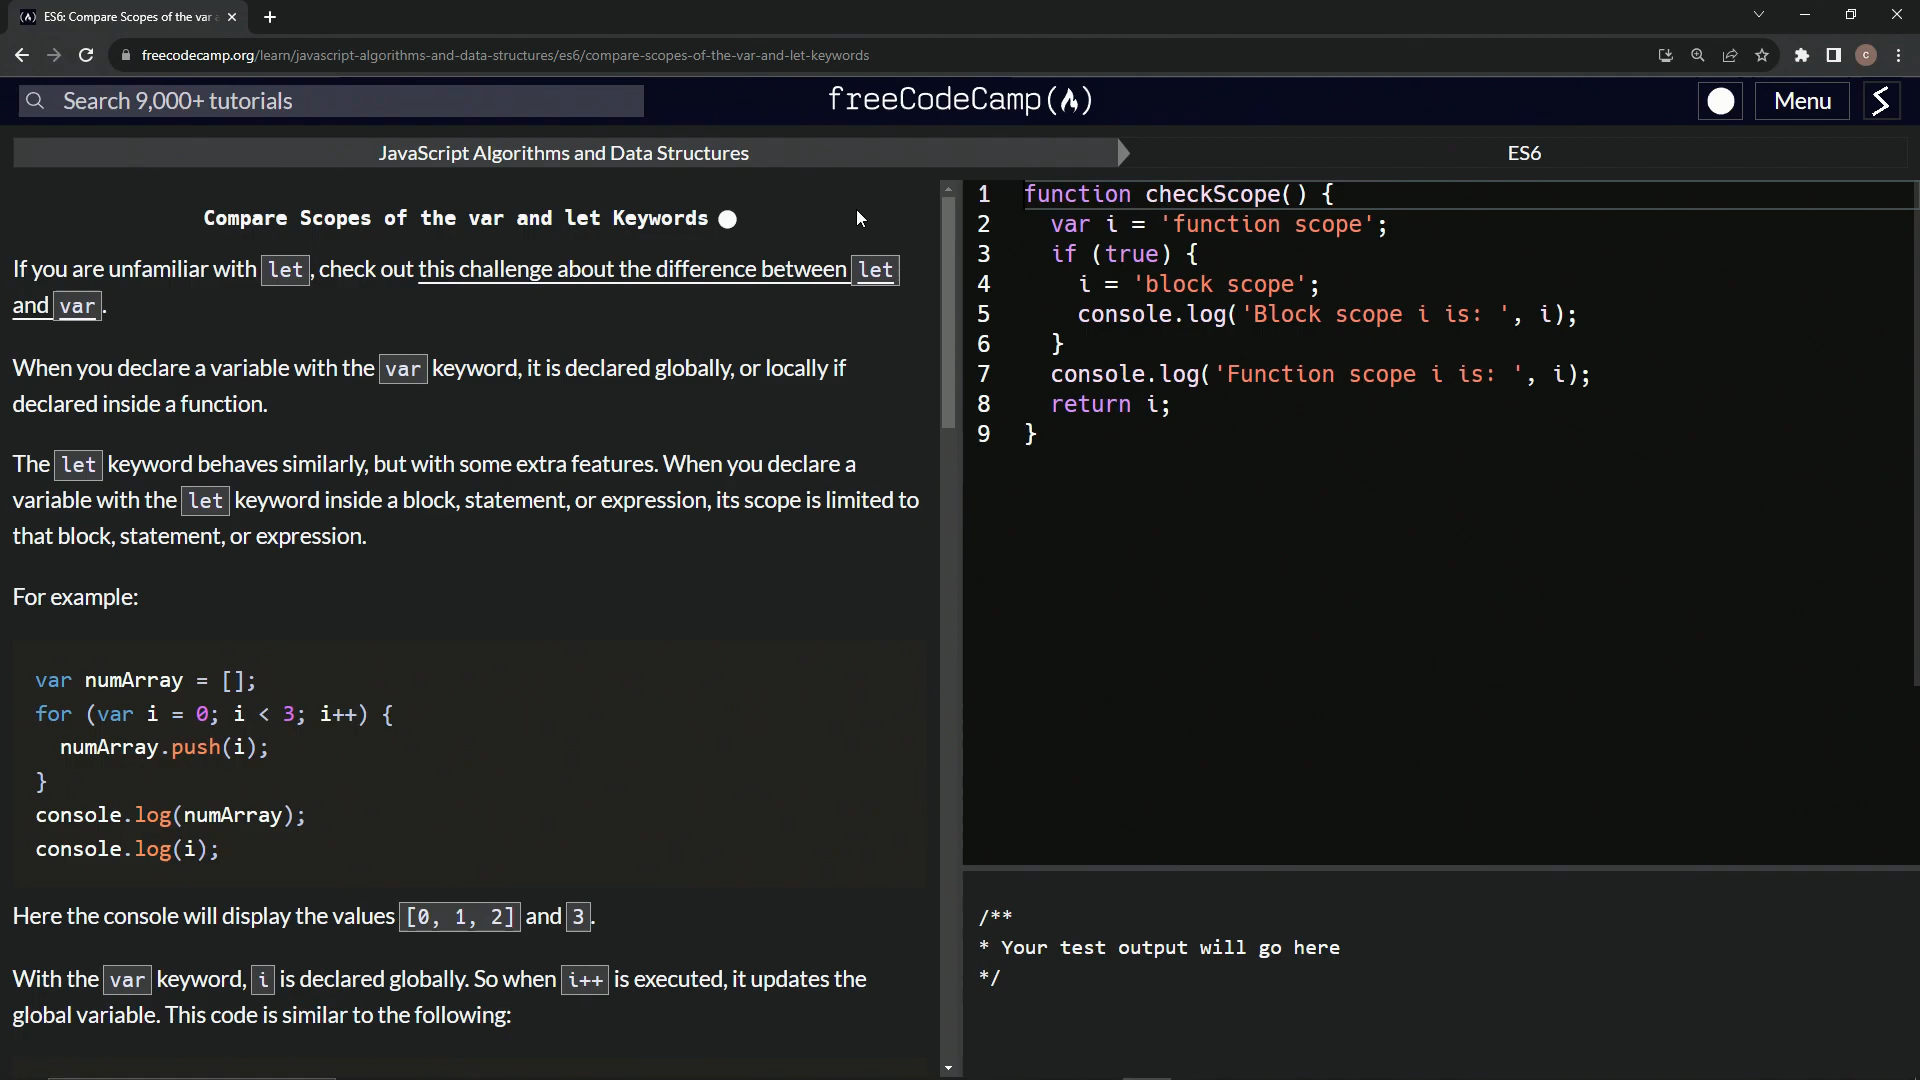 ES6: Compare Scopes of the var a
freecodecamp.org/learn/javascript-algorithms-and-data-structures/es6/compare-scopes-of-the-var-and-let-keywords
C
Search 9,000+ tutorials
freeCodeCamp
Menu
JavaScript Algorithms and Data Structures
ES6
Compare Scopes of the var and let Keywords
If you are unfamiliar with let, check out this challenge about the difference between let
and var.
When you declare a variable with the var keyword, it is declared globally, or locally if
declared inside a function.
The let keyword behaves similarly, but with some extra features. When you declare a
variable with the let keyword inside a block, statement, or expression, its scope is limited to
that block, statement, or expression.
For example:
var numArray = [];
for (var i = 0; i < 3; i++) {
  numArray.push(i);
}
console.log(numArray);
console.log(i);
Here the console will display the values [0, 1, 2] and 3.
With the var keyword, i is declared globally. So when i++ is executed, it updates the
global variable. This code is similar to the following:
1 function checkScope() {
2   var i = 'function scope';
3   if (true) {
4     i = 'block scope';
5     console.log('Block scope i is: ', i);
6   }
7   console.log('Function scope i is: ', i);
8   return i;
9 }
/**
* Your test output will go here
*/